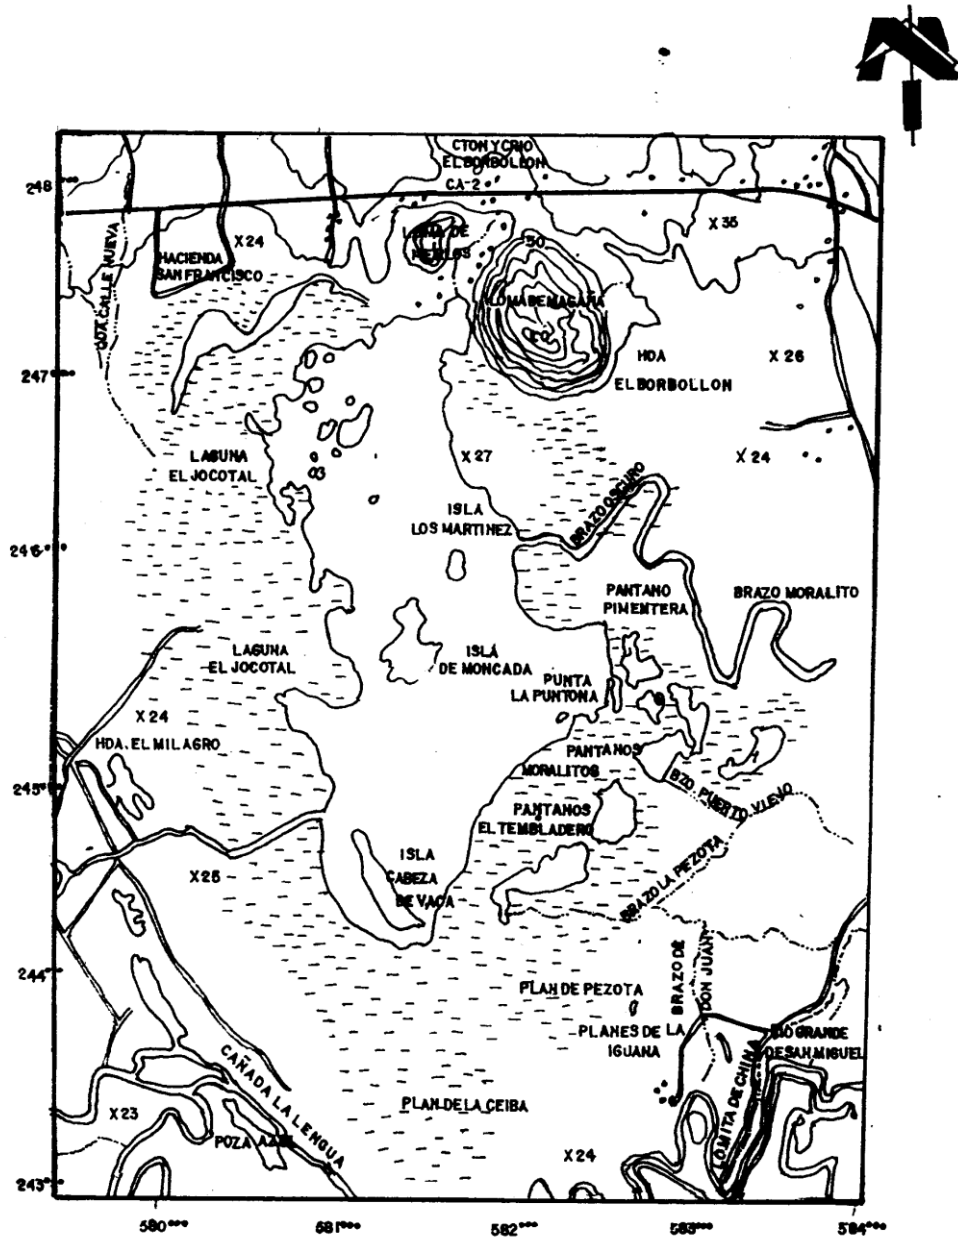 CTON Y CRIO
EL BORBOLLON
CA-2
248°°°
X 35
LOMA DE
X 24
HACIENDA
SAN FRANCISCO
QDA. CALLE NUEVA
30
LOMA DE MAGAÑA
HDA
EL BORBOLLON
X 26
247°°°
LAGUNA
EL JOCOTAL
X 27
X 24
ISLA
LOS MARTINEZ
BRAZO OSCURO
246°°°
PANTANO
PIMENTERA
BRAZO MORALITO
LAGUNA
EL JOCOTAL
ISLA
DE MONCADA
PUNTA
LA PUNTONA
X 24
HDA. EL MILAGRO
PANTANOS
MORALITOS
245°°°
BZO. PUERTO VIEJO
PANTANOS
EL TEMBLADERO
BRAZO LA PEZOTA
ISLA
CABEZA
DE VACA
X 25
244°°°
PLAN DE PEZOTA
BRAZO DE
DON JUAN
PLANES DE LA
IGUANA
RIO GRANDE
DE SAN MIGUEL
CAÑADA LA LENGUA
PLAN DE LA CEIBA
LOMITA DE CHINA
X 23
POZA AZUL
X 24
243°°°
580°°°
581°°°
582°°°
583°°°
584°°°